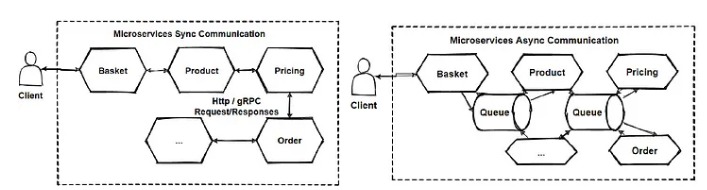 Microservices Sync Communication
Client
Basket
Product
Pricing
Http / gRPC
Request/Responses
...
Order
Microservices Async Communication
Client
Basket
Product
Pricing
Queue
Queue
...
Order